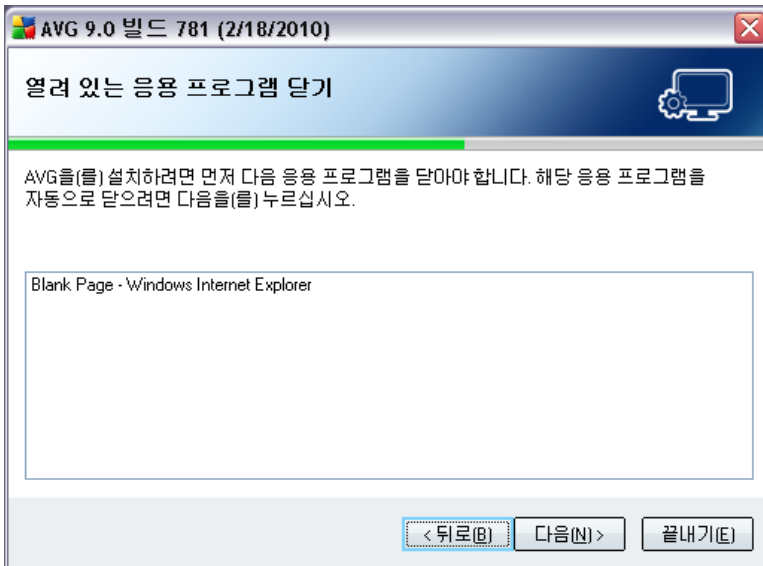 AVG 9.0 빌드 781 (2/18/2010)
열려 있는 응용 프로그램 닫기
AVG을(를) 설치하려면 먼저 다음 응용 프로그램을 닫아야 합니다. 해당 응용 프로그램을
자동으로 닫으려면 다음을(를) 누르십시오.
Blank Page - Windows Internet Explorer
< 뒤로(B) 다음(N) > 끝내기(E)